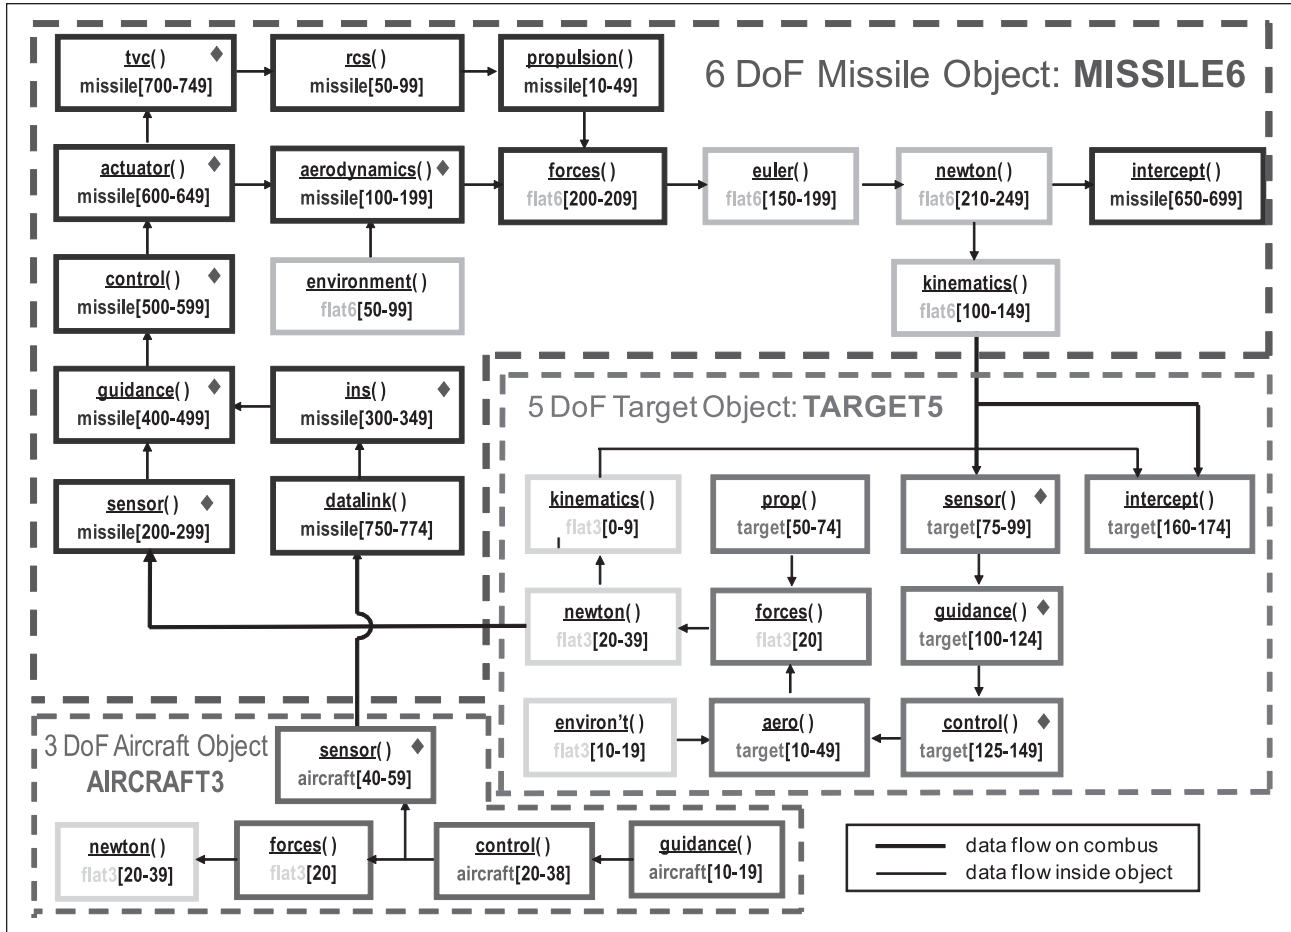 6 DoF Missile Object: MISSILE6
tvc( )
missile[700-749]
rcs( )
missile[50-99]
propulsion( )
missile[10-49]
actuator( )
missile[600-649]
aerodynamics( )
missile[100-199]
forces( )
flat6[200-209]
euler( )
flat6[150-199]
newton( )
flat6[210-249]
intercept( )
missile[650-699]
control( )
missile[500-599]
environment( )
flat6[50-99]
kinematics( )
flat6[100-149]
guidance( )
missile[400-499]
ins( )
missile[300-349]
sensor( )
missile[200-299]
datalink( )
missile[750-774]
5 DoF Target Object: TARGET5
kinematics( )
flat3[0-9]
prop( )
target[50-74]
sensor( )
target[75-99]
intercept( )
target[160-174]
newton( )
flat3[20-39]
forces( )
flat3[20]
guidance( )
target[100-124]
environ't( )
flat3[10-19]
aero( )
target[10-49]
control( )
target[125-149]
3 DoF Aircraft Object
AIRCRAFT3
sensor( )
aircraft[40-59]
newton( )
flat3[20-39]
forces( )
flat3[20]
control( )
aircraft[20-38]
guidance( )
aircraft[10-19]
data flow on combus
data flow inside object